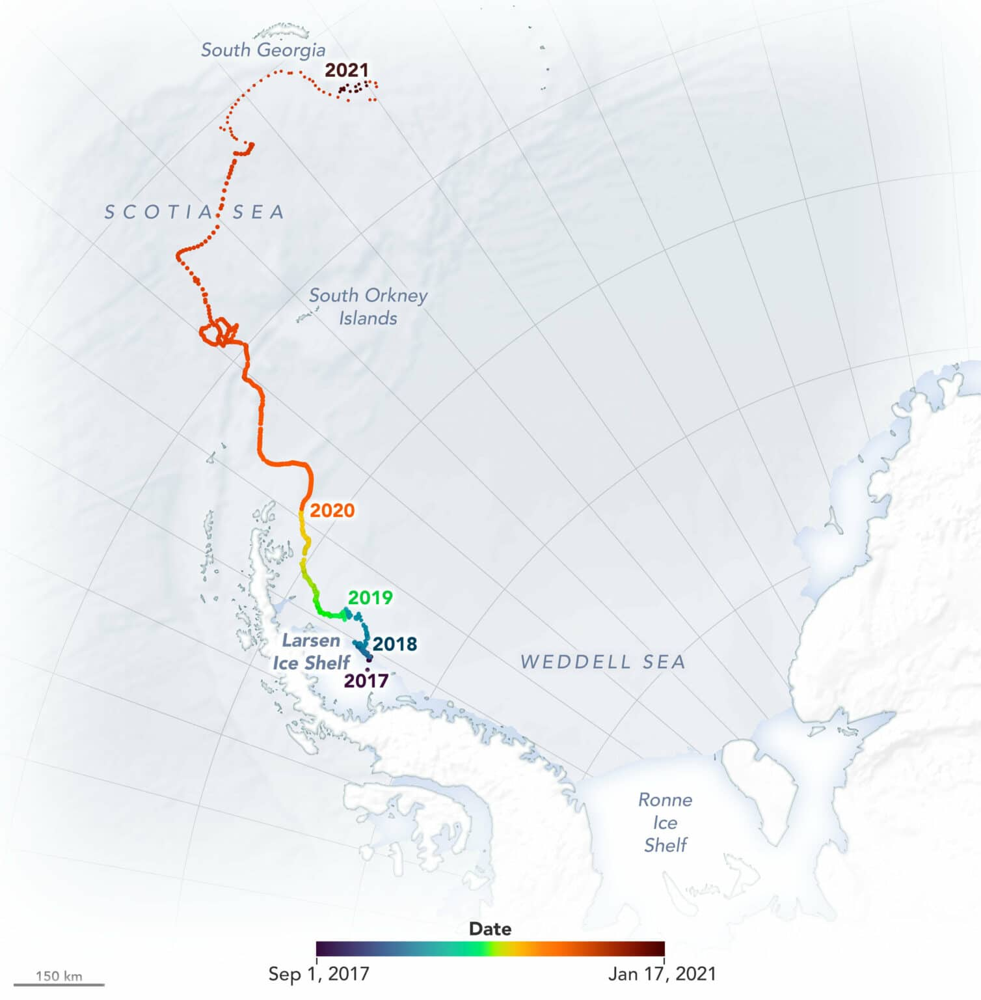 South Georgia
2021
SCOTIA SEA
South Orkney
Islands
2020
2019
Larsen
Ice Shelf
2018
2017
WEDDELL SEA
Ronne
Ice
Shelf
Date
Sep 1, 2017
Jan 17, 2021
150 km